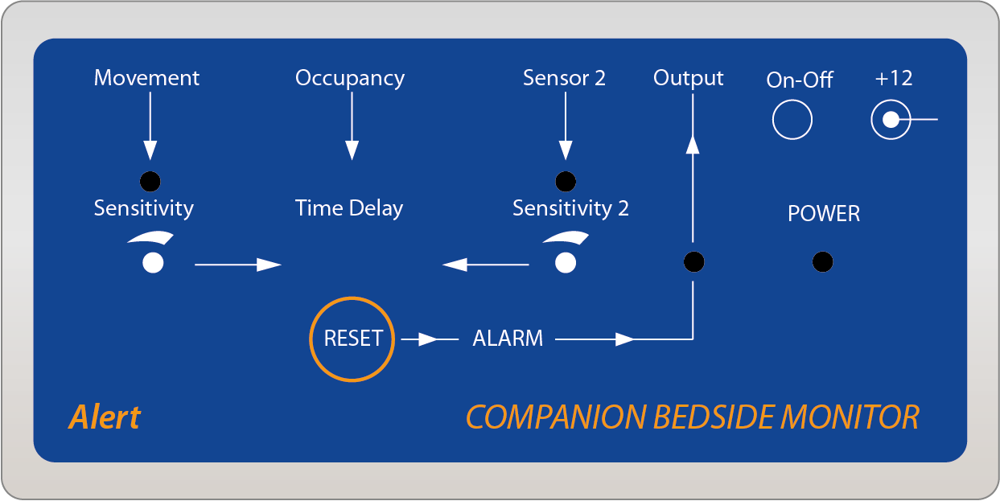 Movement
Occupancy
Sensor 2
Output
On-Off
+12
Sensitivity
Time Delay
Sensitivity 2
POWER
RESET
ALARM
Alert
COMPANION BEDSIDE MONITOR